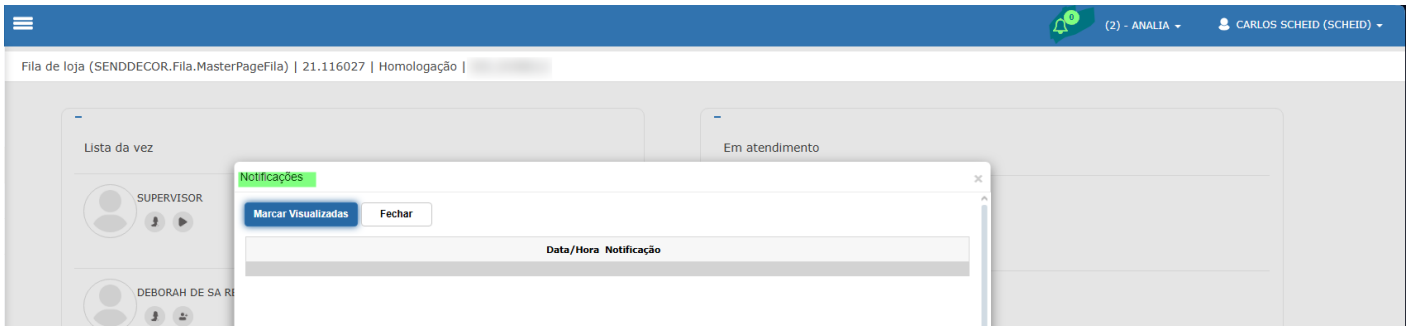 0
(2) - ANALIA
CARLOS SCHEID (SCHEID)
Fila de loja (SENDDECOR.Fila.MasterPageFila) | 21.116027 | Homologação |
Lista da vez
Em atendimento
Notificações
×
SUPERVISOR
Marcar Visualizadas
Fechar
Data/Hora Notificação
DEBORAH DE SA